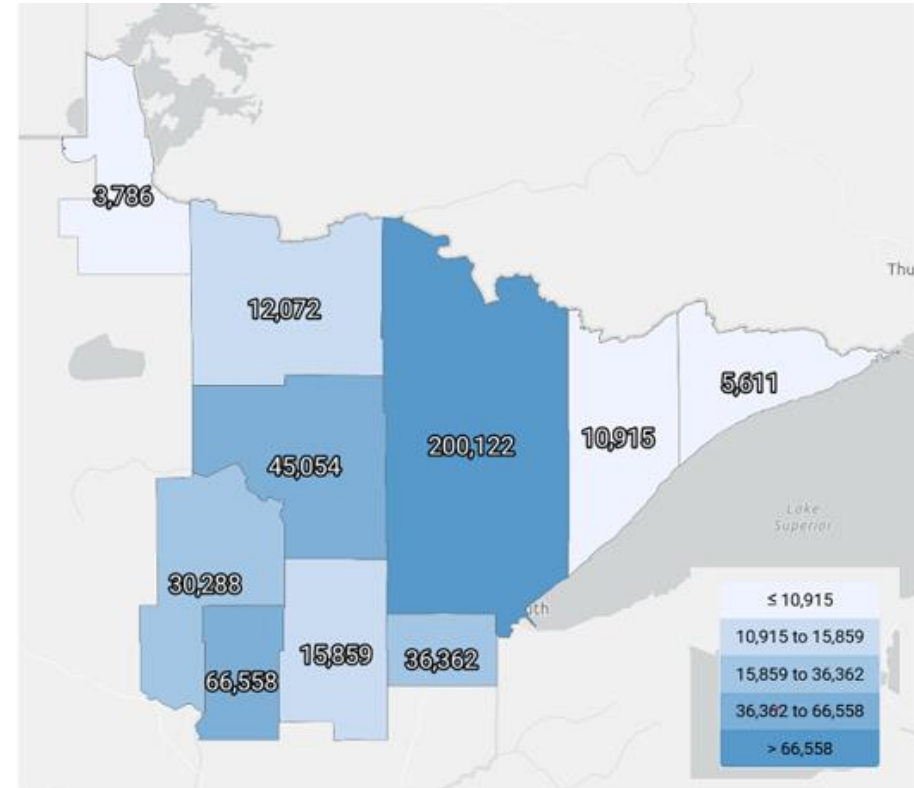 3,786
Thu
12,072
5,611
200,122
10,915
45,054
Lake
Superior
30,288
ith
≤ 10,915
10,915 to 15,859
15,859
36,362
15,859 to 36,362
66,558
36,362 to 66,558
> 66,558